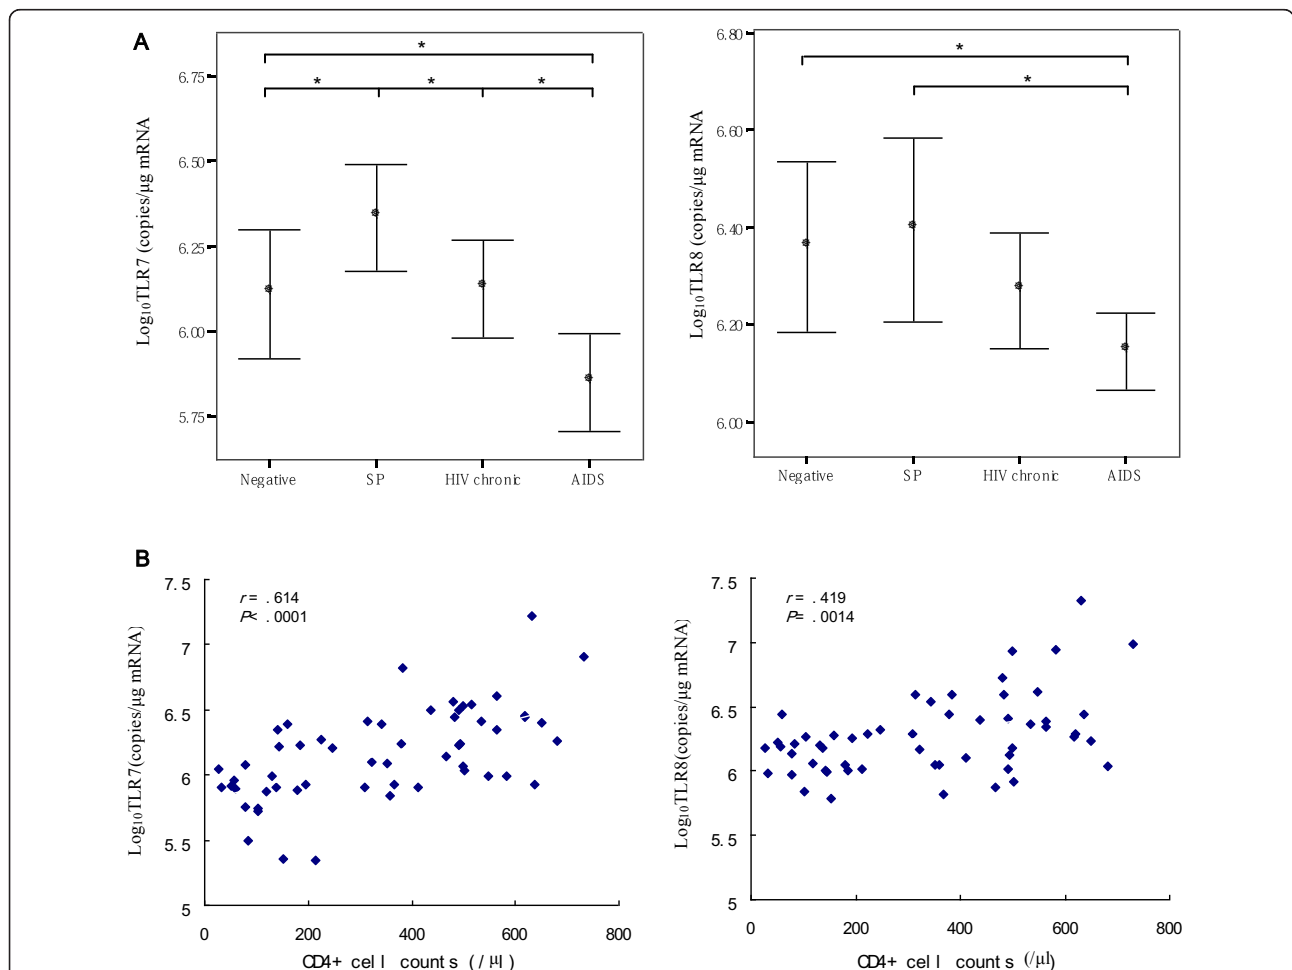 A
6.75
6.50
6.25
6.00
5.75
Log10TLR7 (copies/μg mRNA
* * * *
Negative SP HIV chronic AIDS
6.80
6.60
6.40
6.20
6.00
Log10TLR8 (copies/μg mRNA
* *
Negative SP HIV chronic AIDS
B
7.5
7
6.5
6
5.5
5
Log10TLR7(copies/μg mRNA)
r = .614
P< .0001
0 200 400 600 800
CD4+ cell counts (/μl)
7.5
7
6.5
6
5.5
5
Log10TLR8(copies/μg mRNA)
r = .419
P= .0014
0 200 400 600 800
CD4+ cell counts (/μl)